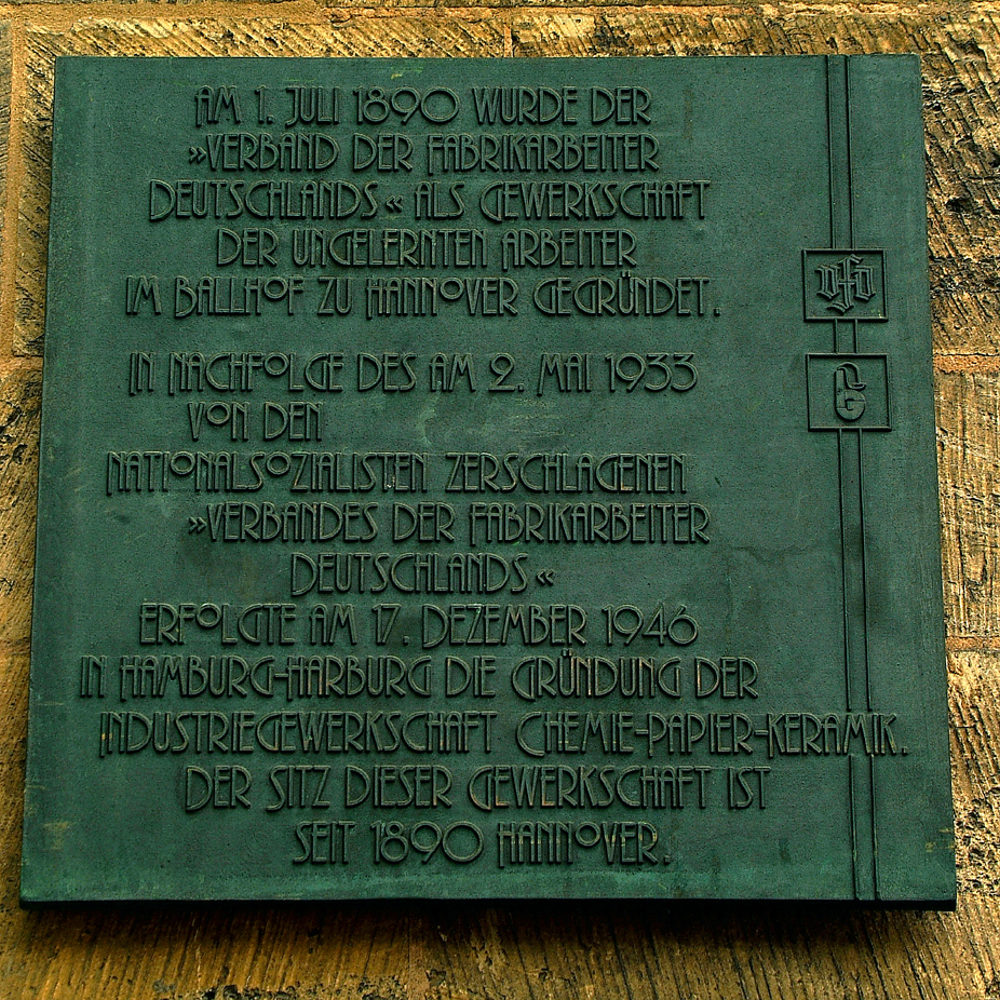 AM 1. JULI 1890 WURDE DER
»VERBAND DER FABRIKARBEITER
DEUTSCHLANDS« ALS GEWERKSCHAFT
DER UNGELERNTEN ARBEITER
IM BALLHOF ZU HANNOVER GEGRÜNDET.
IN NACHFOLGE DES AM 2. MAI 1933
VON DEN
NATIONALSOZIALISTEN ZERSCHLAGENEN
»VERBANDES DER FABRIKARBEITER
DEUTSCHLANDS«
ERFOLGTE AM 17. DEZEMBER 1946
IN HAMBURG-HARBURG DIE GRÜNDUNG DER
INDUSTRIEGEWERKSCHAFT CHEMIE-PAPIER-KERAMIK.
DER SITZ DIESER GEWERKSCHAFT IST
SEIT 1890 HANNOVER.
vfd
G